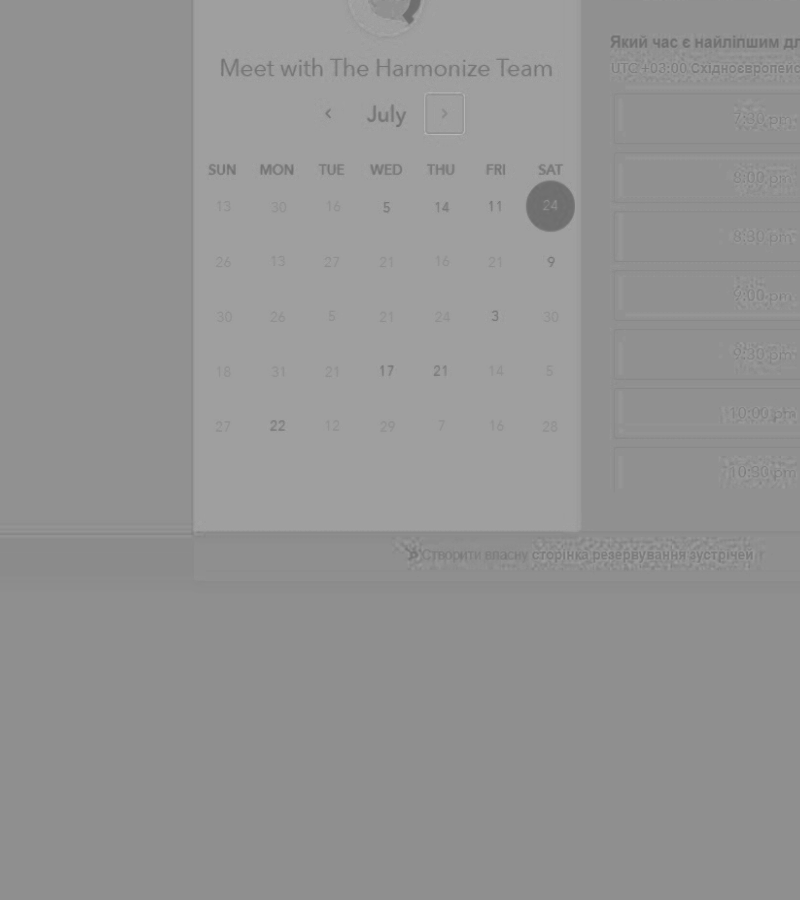 Meet with The Harmonize Team
July
SUN MON TUE WED THU FRI SAT
13 30 16 5 14 11 24
26 13 27 21 16 21 9
30 26 5 21 24 3 30
18 31 21 17 21 14 5
27 22 12 29 7 16 28
Який час є найліпшим
UTC +03:00
7:30 pm
8:00 pm
8:30 pm
9:00 pm
9:30 pm
10:00 pm
10:30 pm
Створити власну сторінка резервування зустрічей